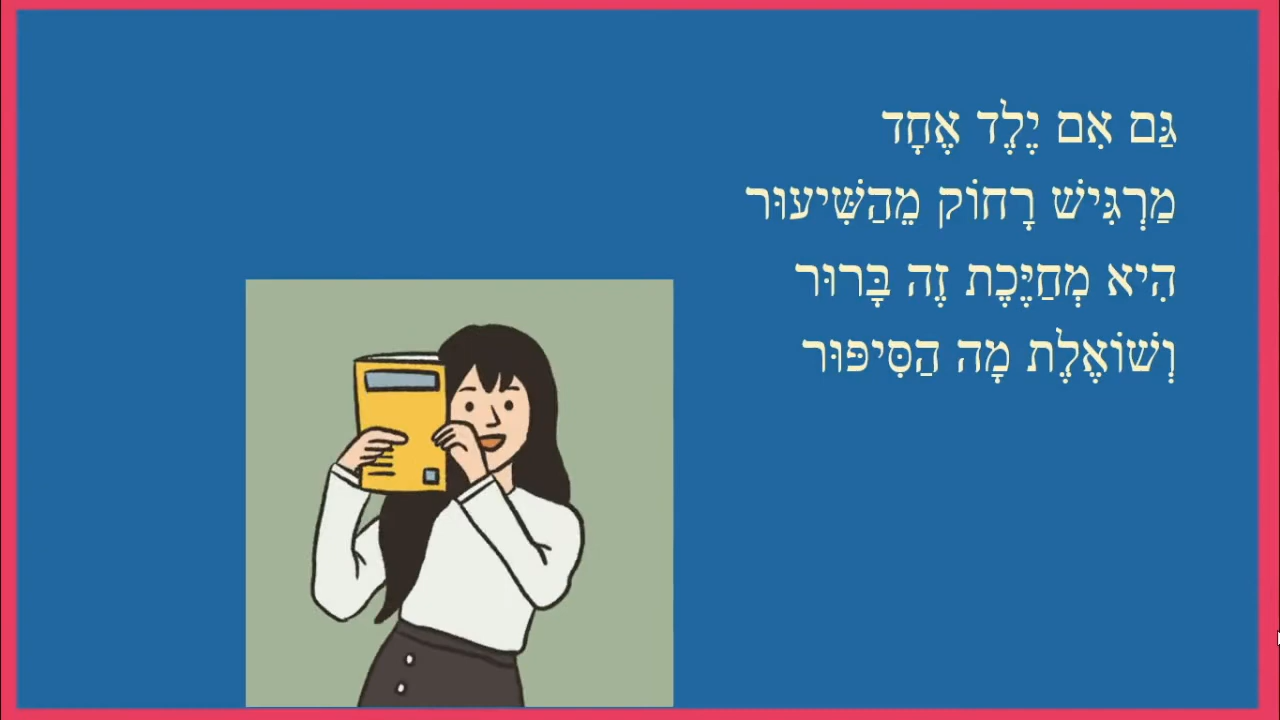 גַּם אִם יֶלֶד אֶחָד
מַרְגִּישׁ רָחוֹק מֵהַשִּׁיעוּר
הִיא מְחַיֶּכֶת זֶה בָּרוּר
וְשׁוֹאֶלֶת מָה הַסִּיפּוּר